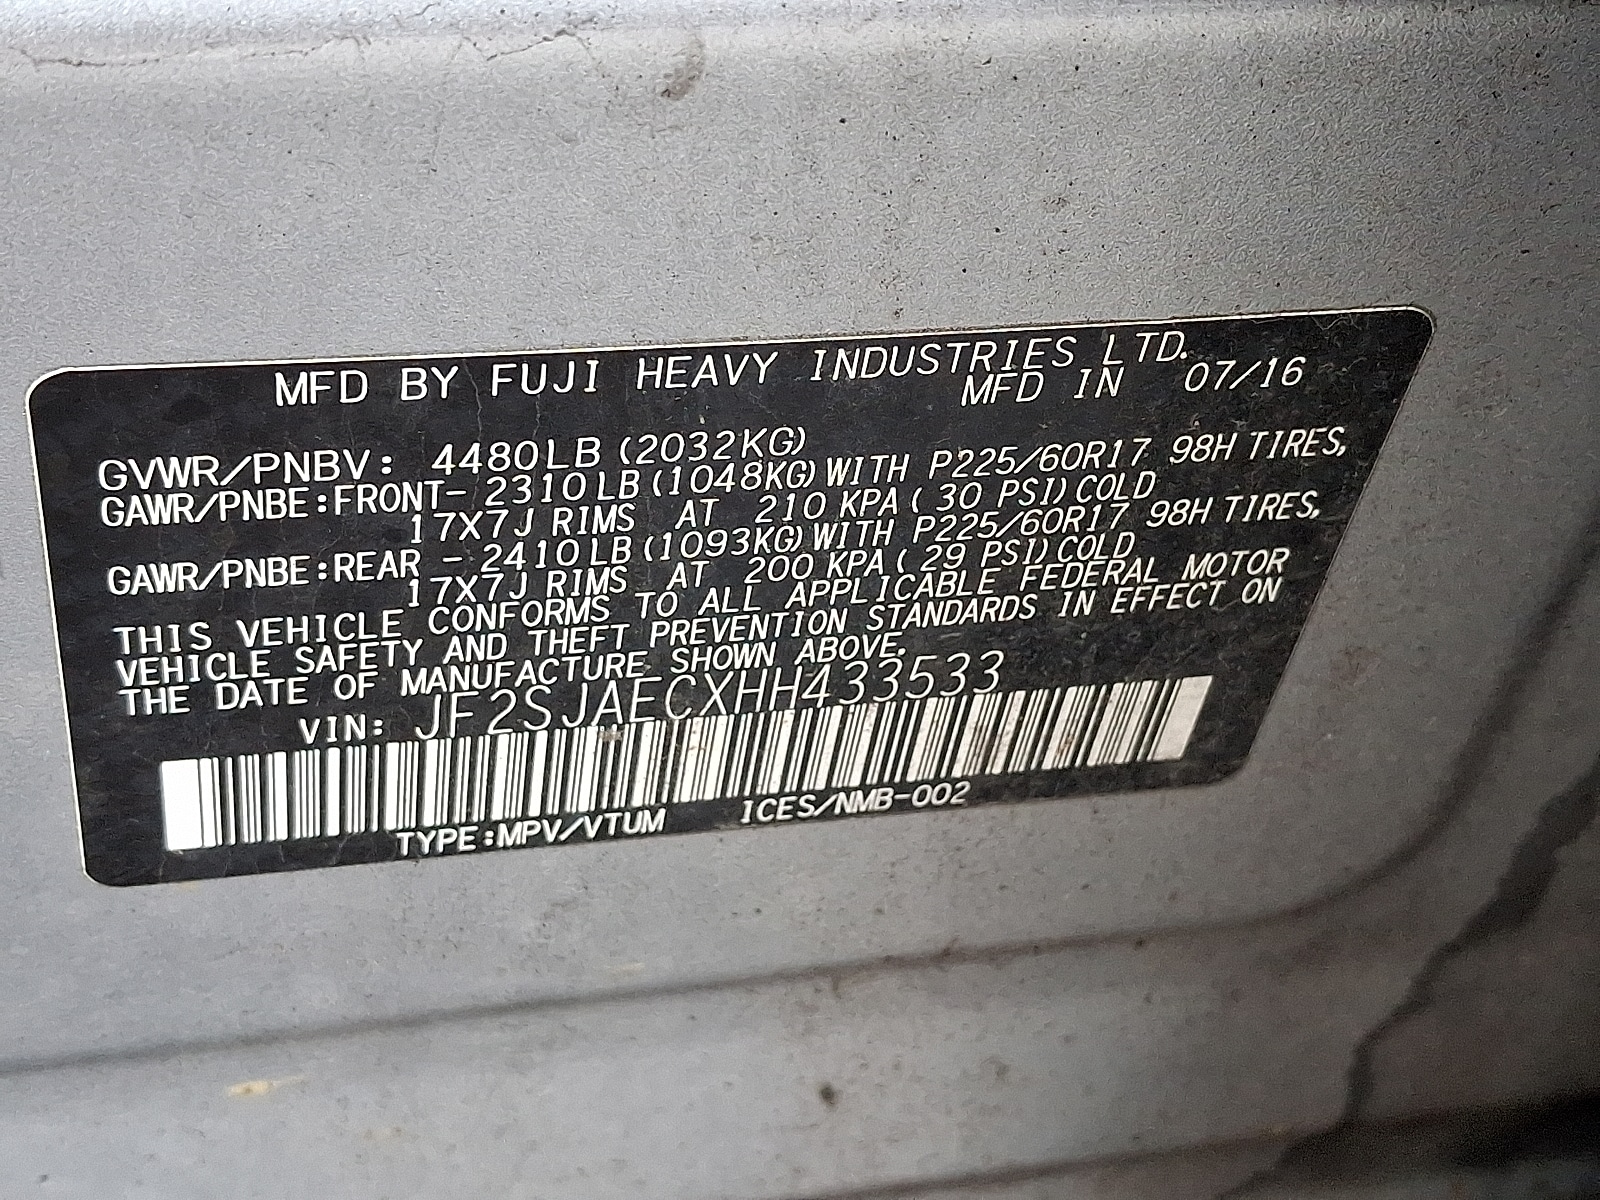 MFD BY FUJI HEAVY INDUSTRIES LTD.
MFD IN 07/16
GVWR/PNBV: 4480LB (2032KG)
GAWR/PNBE:FRONT- 2310LB (1048KG) WITH P225/60R17 98H TIRES,
17X7J RIMS AT 210 KPA ( 30 PSI) COLD
GAWR/PNBE:REAR - 2410LB (1093KG) WITH P225/60R17 98H TIRES,
17X7J RIMS AT 200 KPA ( 29 PSI) COLD
THIS VEHICLE CONFORMS TO ALL APPLICABLE FEDERAL MOTOR
VEHICLE SAFETY AND THEFT PREVENTION STANDARDS IN EFFECT ON
THE DATE OF MANUFACTURE SHOWN ABOVE.
VIN: JF2SJAECXHH433533
TYPE:MPV/VTUM ICES/NMB-002